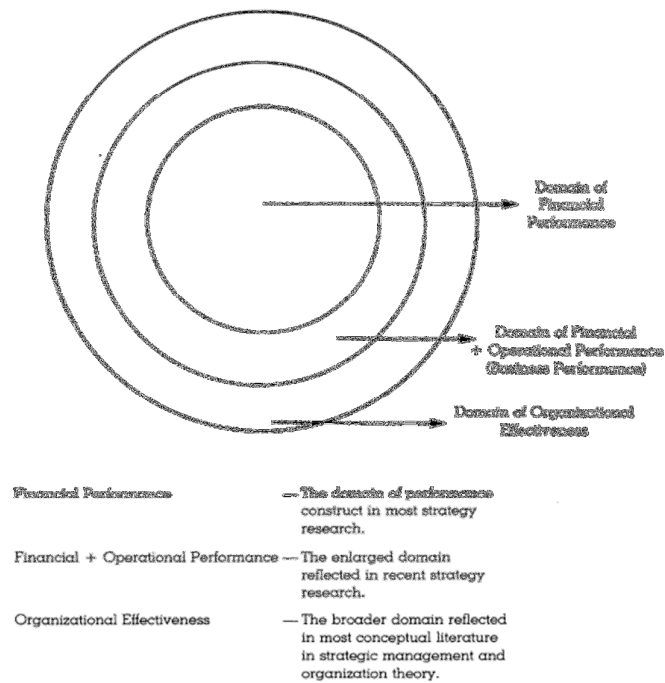 Domain of
Financial
Performance
Domain of Financial
+ Operational Performance
(Business Performance)
Domain of Organizational
Effectiveness
Financial Performance — The domain of performance
construct in most strategy
research.
Financial + Operational Performance — The enlarged domain
reflected in recent strategy
research.
Organizational Effectiveness — The broader domain reflected
in most conceptual literature
in strategic management and
organization theory.